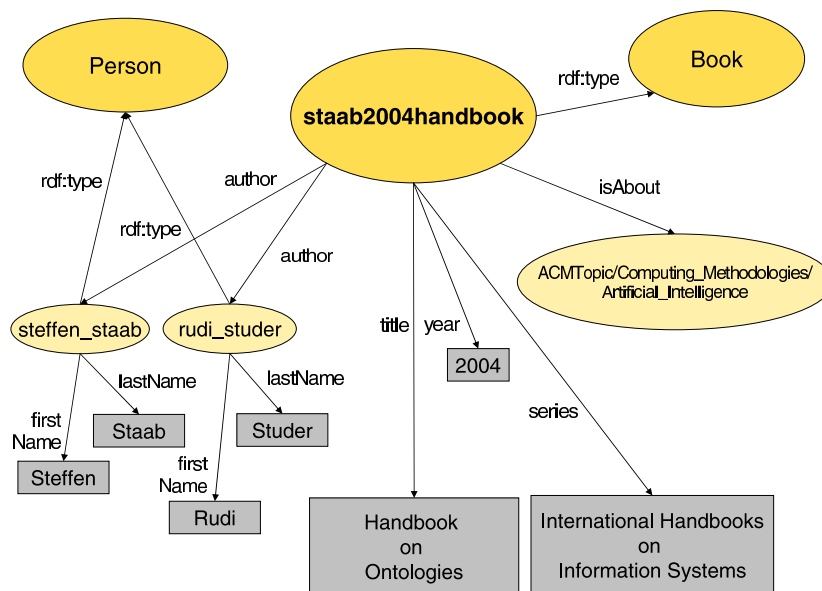 Person
Book
staab2004handbook
rdf:type
rdf:type
author
isAbout
rdf:type
author
ACMTopic/Computing_Methodologies/
Artificial_Intelligence
steffen_staab
rudi_studer
title
year
2004
lastName
lastName
first
Name
Staab
Studer
series
Steffen
first
Name
Rudi
Handbook
on
Ontologies
International Handbooks
on
Information Systems